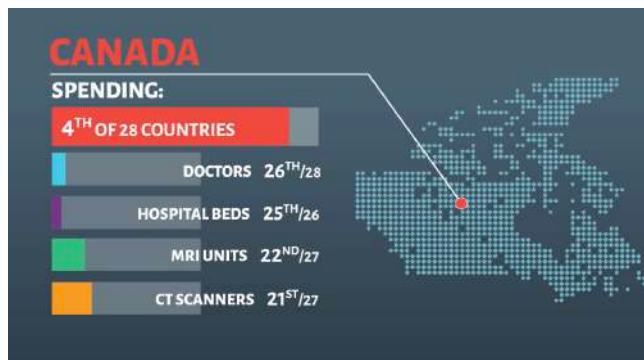 CANADA
SPENDING:
4TH OF 28 COUNTRIES
DOCTORS 26TH/28
HOSPITAL BEDS 25TH/26
MRI UNITS 22ND/27
CT SCANNERS 21ST/27